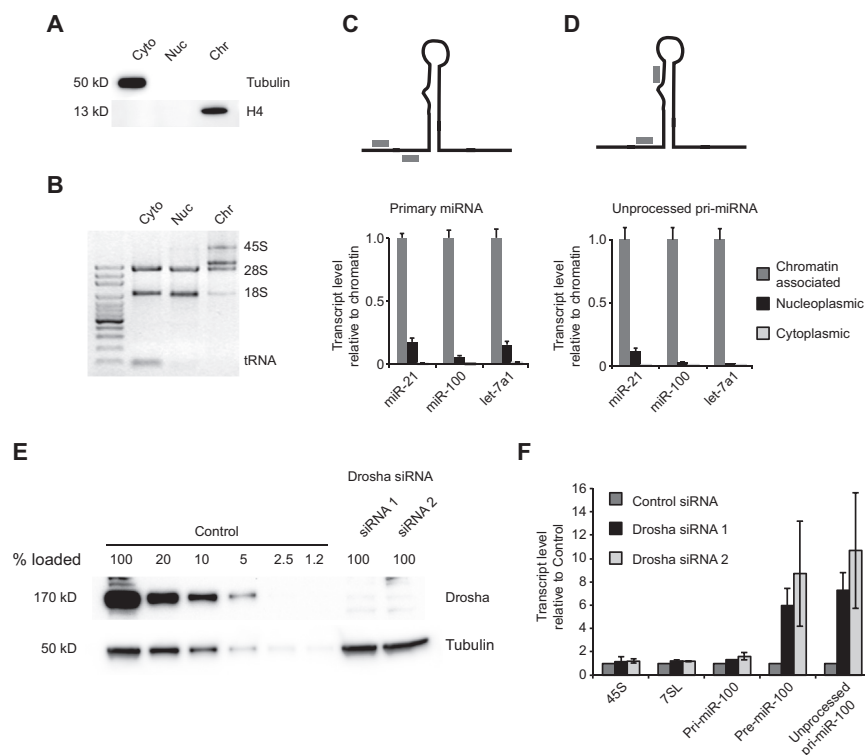 A
Cyto
Nuc
Chr
50 kD
Tubulin
13 kD
H4
B
Cyto
Nuc
Chr
45S
28S
18S
tRNA
C
Primary miRNA
Transcript level
relative to chromatin
1.0
0.5
0
miR-21
miR-100
let-7a1
D
Unprocessed pri-miRNA
Transcript level
relative to chromatin
1.0
0.5
0
miR-21
miR-100
let-7a1
Chromatin
associated
Nucleoplasmic
Cytoplasmic
E
Drosha siRNA
Control
siRNA 1
siRNA 2
% loaded
100
20
10
5
2.5
1.2
100
100
170 kD
Drosha
50 kD
Tubulin
F
Transcript level
relative to Control
16
14
12
10
8
6
4
2
0
Control siRNA
Drosha siRNA 1
Drosha siRNA 2
45S
7SL
Pri-miR-100
Pre-miR-100
Unprocessed
pri-miR-100